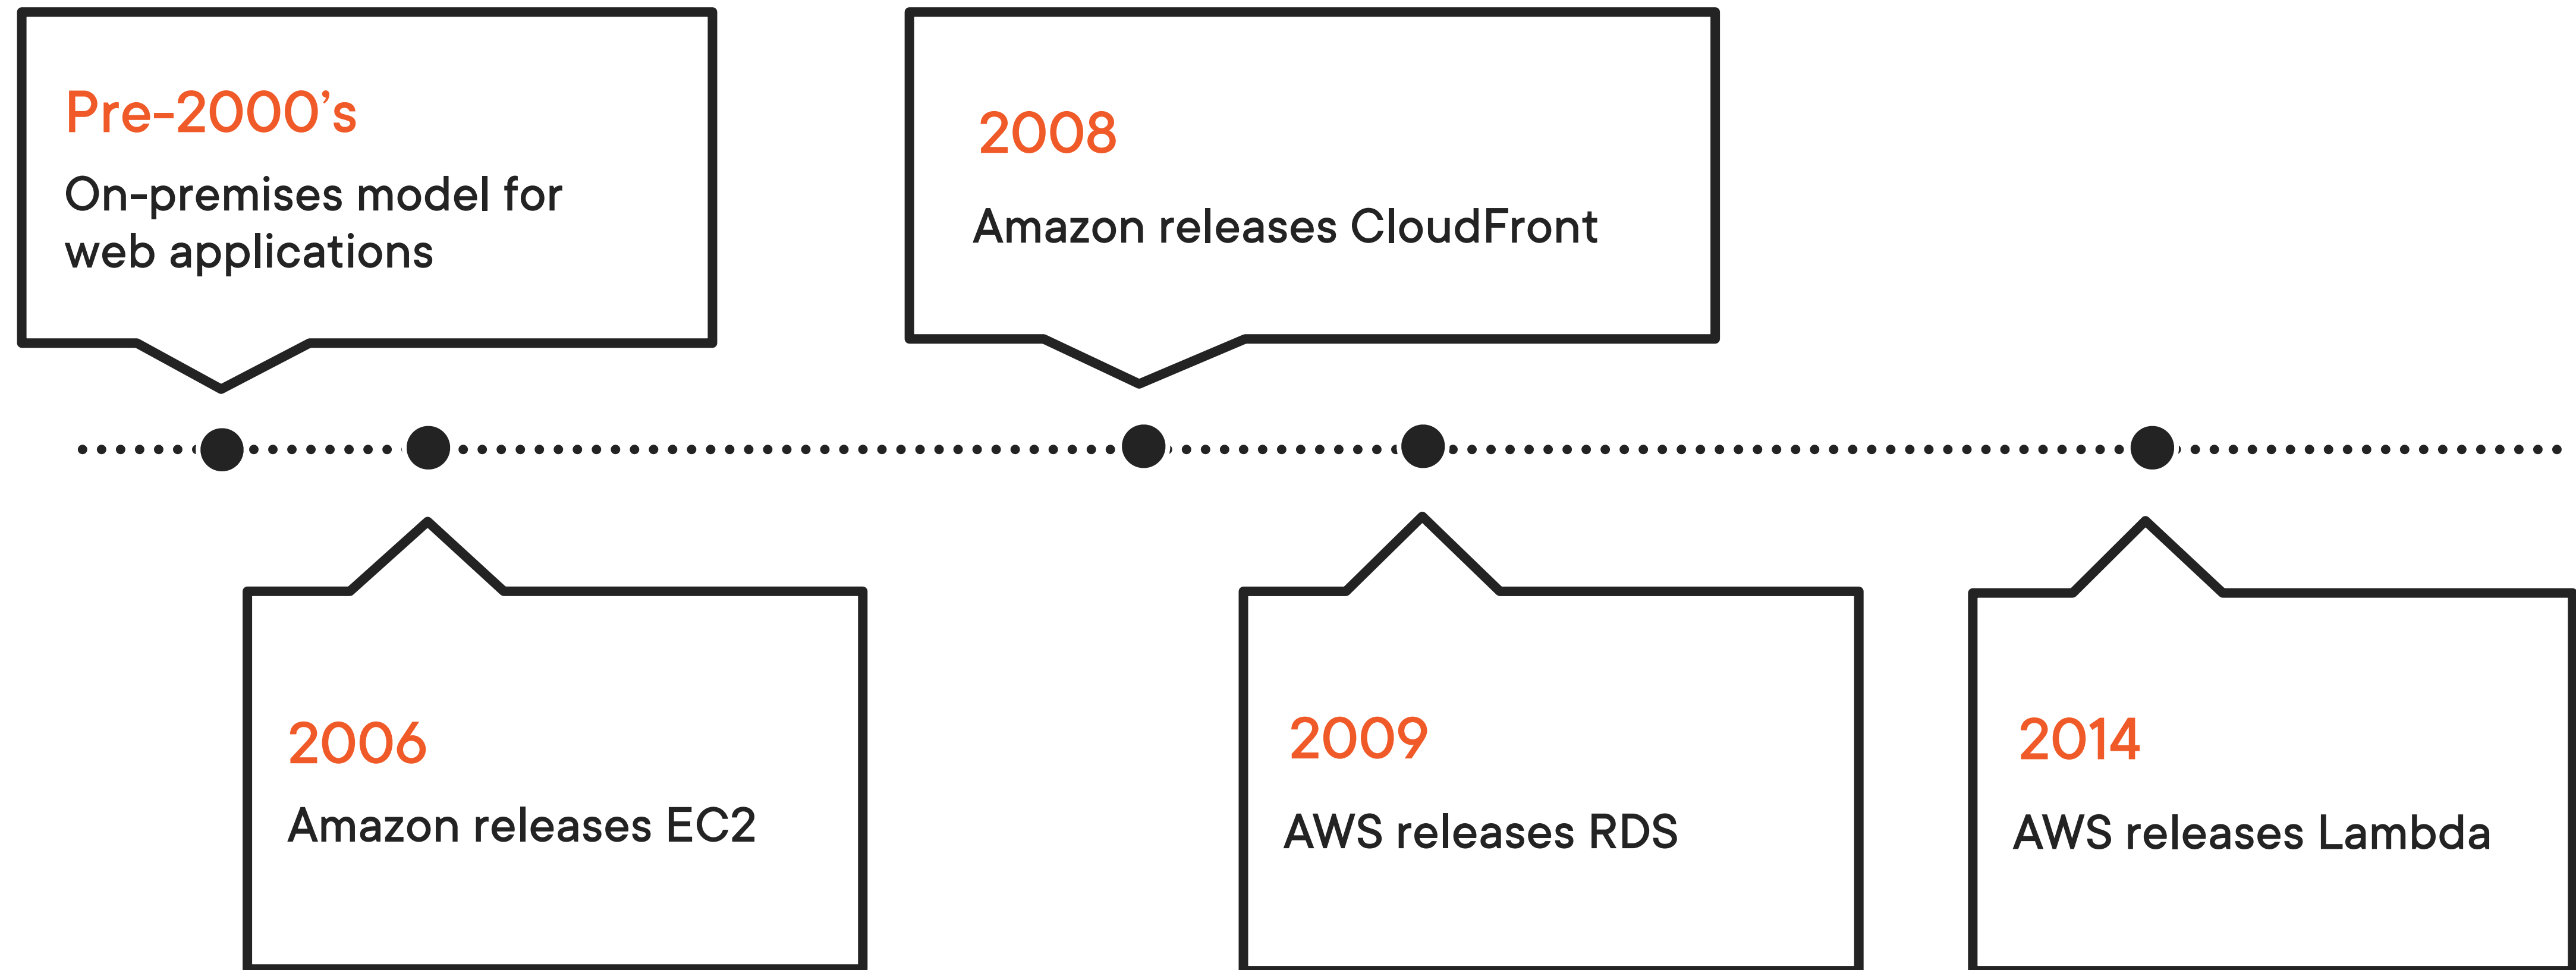 Pre-2000’s
On-premises model for
web applications
2006
Amazon releases EC2
2008
Amazon releases CloudFront
2009
AWS releases RDS
2014
AWS releases Lambda